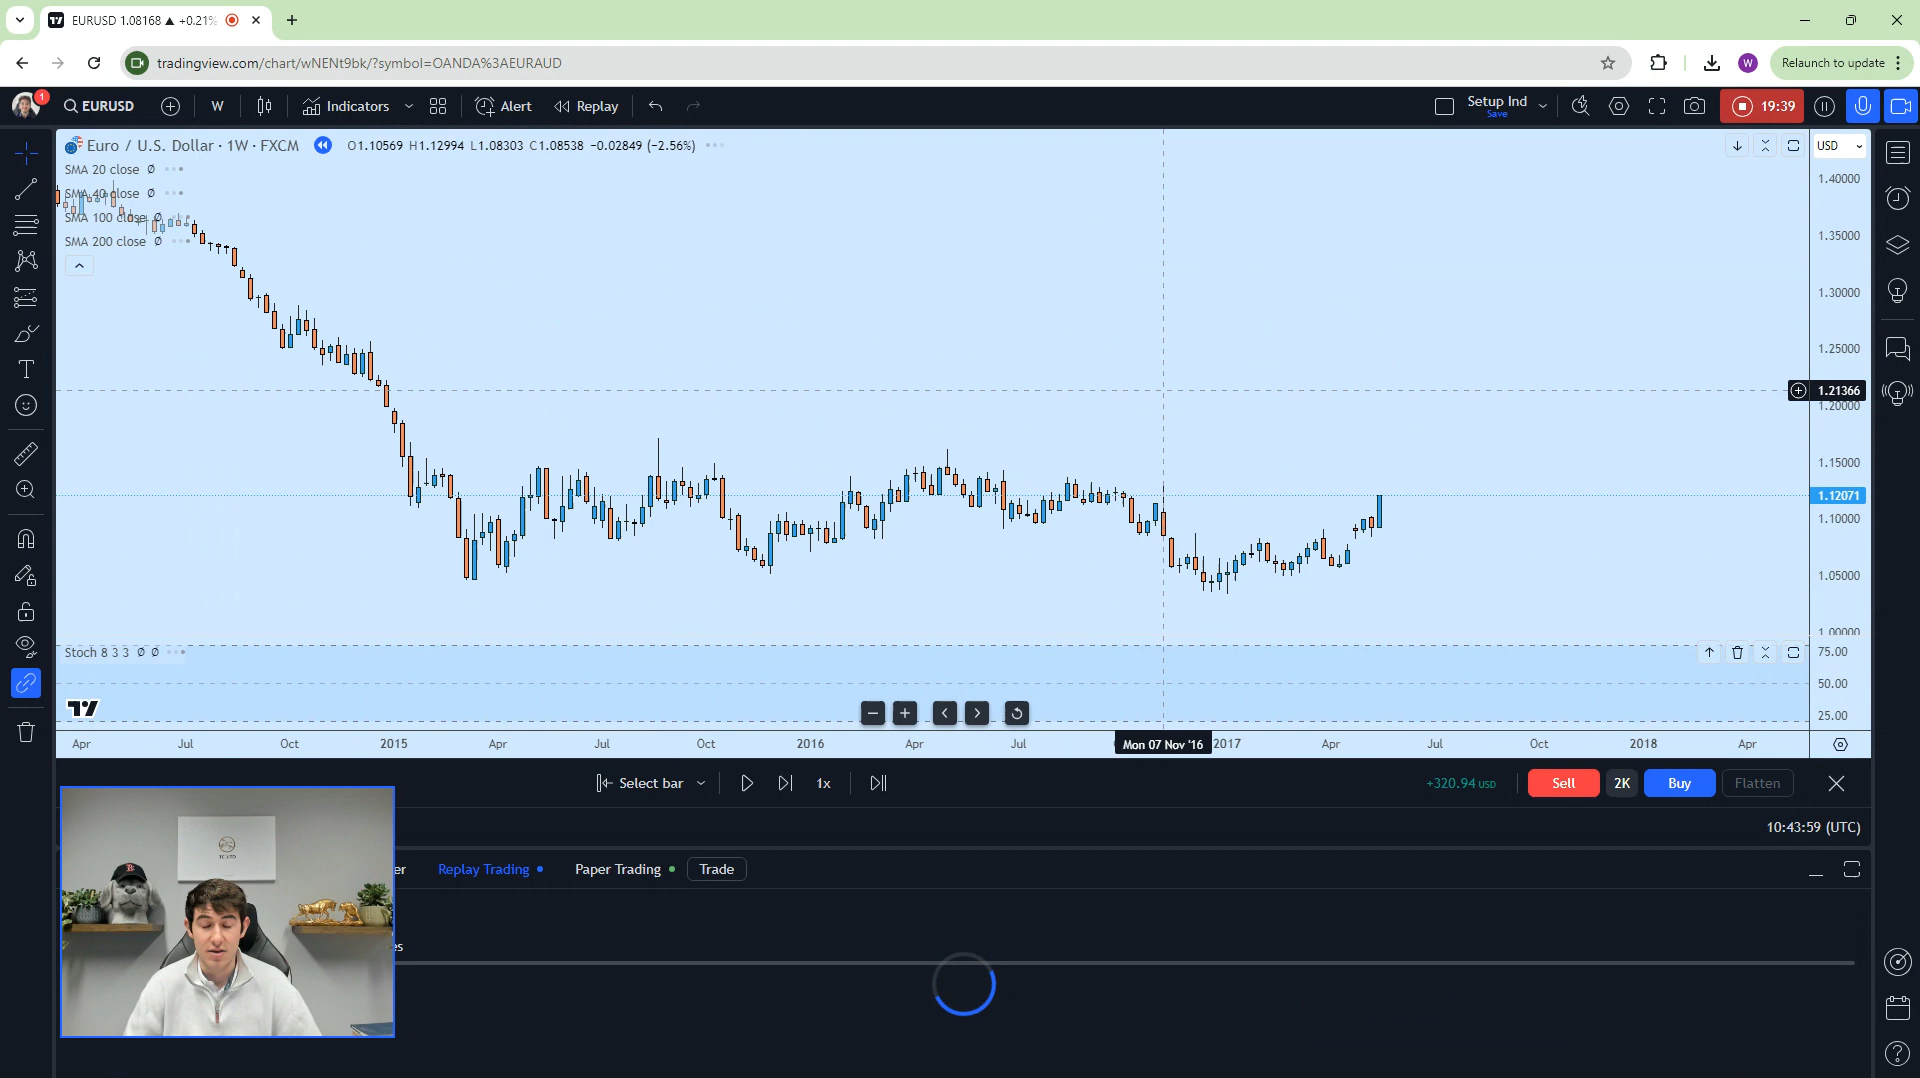 EURUSD 1.08168 ▲ +0.21%
tradingview.com/chart/wNENt9bk/?symbol=OANDA%3AEURAUD
W
Relaunch to update
1
EURUSD
W
Indicators
Alert
Replay
Setup Ind
Save
19:39
Euro / U.S. Dollar · 1W · FXCM
O1.10569 H1.12994 L1.08303 C1.08538 -0.02849 (-2.56%)
USD
SMA 20 close Ø
SMA 40 close Ø
SMA 100 close Ø
SMA 200 close Ø
1.40000
1.35000
1.30000
1.25000
1.21366
1.20000
1.15000
1.12071
1.10000
1.05000
1.00000
Stoch 8 3 3 Ø Ø
75.00
50.00
25.00
Apr Jul Oct 2015 Apr Jul Oct 2016 Apr Jul Mon 07 Nov '16 2017 Apr Jul Oct 2018 Apr
Select bar
1x
+320.94 USD
Sell
2K
Buy
Flatten
10:43:59 (UTC)
er
Replay Trading
Paper Trading
Trade
es